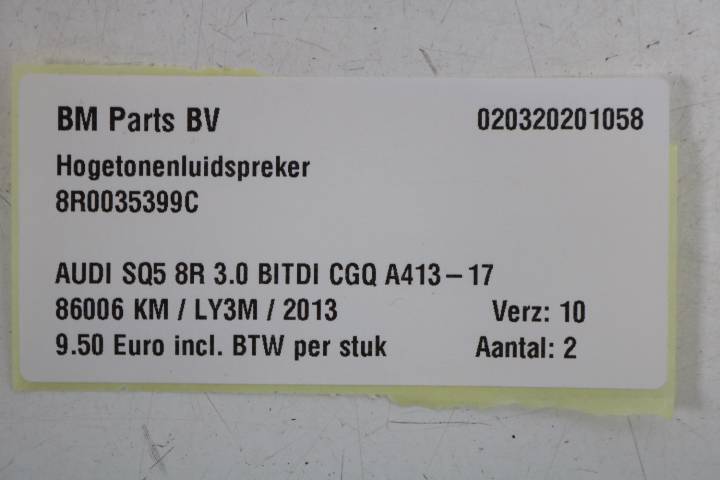 BM Parts BV 020320201058
Hogetonenluidspreker
8R0035399C
AUDI SQ5 8R 3.0 BITDI CGQ A413-17
86006 KM / LY3M / 2013 Verz: 10
9.50 Euro incl. BTW per stuk Aantal: 2